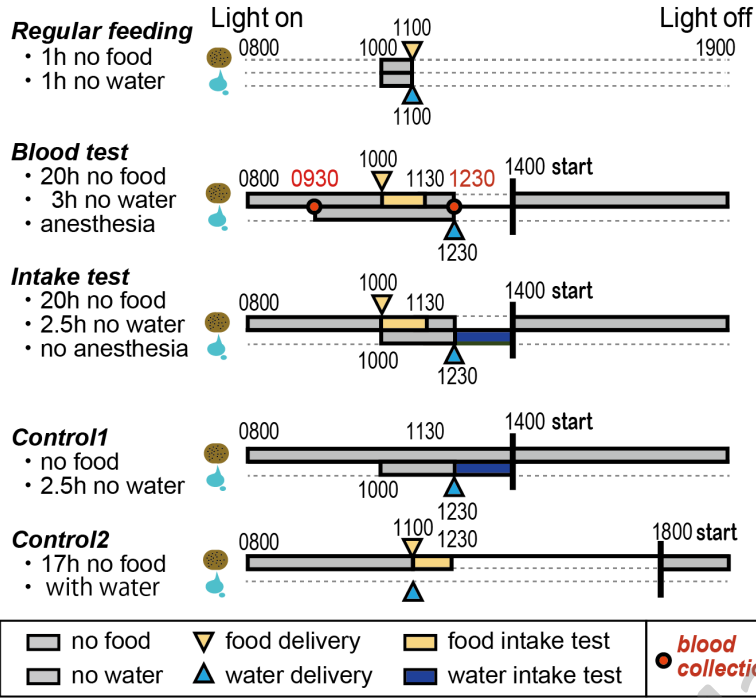 Light on Light off
Regular feeding
・1h no food
・1h no water
0800 1000 1100 1900
1100
Blood test
・20h no food
・3h no water
・anesthesia
0800 0930 1000 1130 1230 1400 start
1230
Intake test
・20h no food
・2.5h no water
・no anesthesia
0800 1000 1130 1400 start
1000 1230
Control1
・no food
・2.5h no water
0800 1130 1400 start
1000 1230
Control2
・17h no food
・with water
0800 1100 1230 1800 start
no food food delivery food intake test
no water water delivery water intake test
blood
collectio